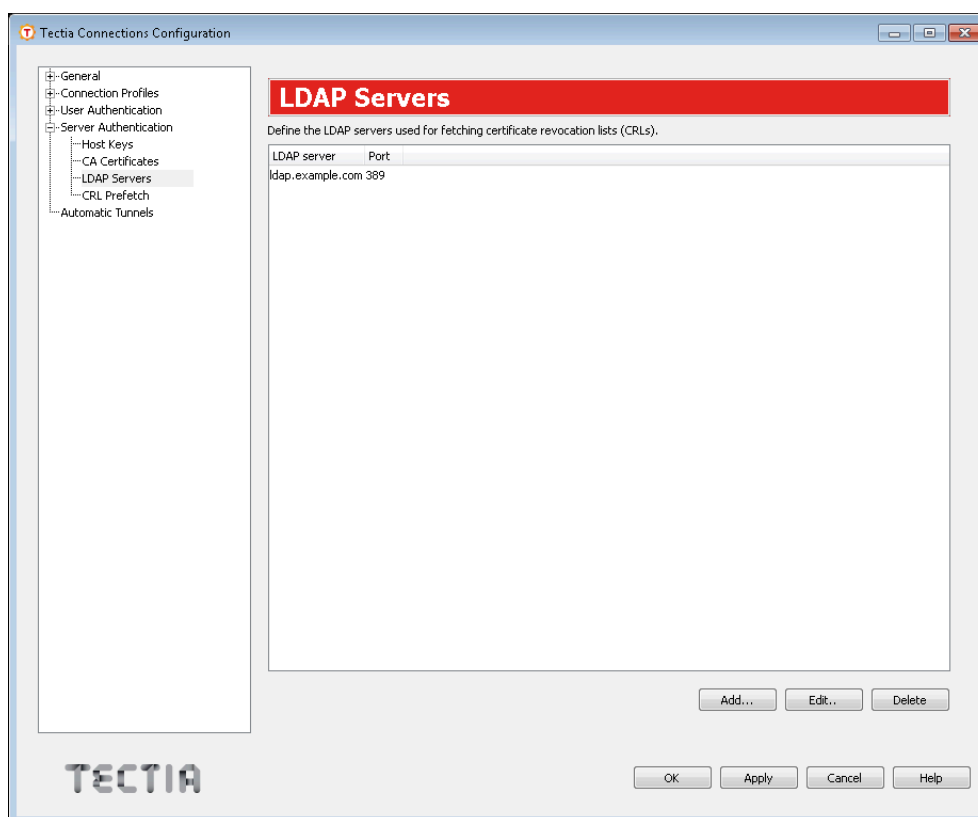 Tectia Connections Configuration
General
Connection Profiles
User Authentication
Server Authentication
Host Keys
CA Certificates
LDAP Servers
CRL Prefetch
Automatic Tunnels
LDAP Servers
Define the LDAP servers used for fetching certificate revocation lists (CRLs).
LDAP server Port
ldap.example.com 389
Add... Edit.. Delete
TECTIA
OK Apply Cancel Help